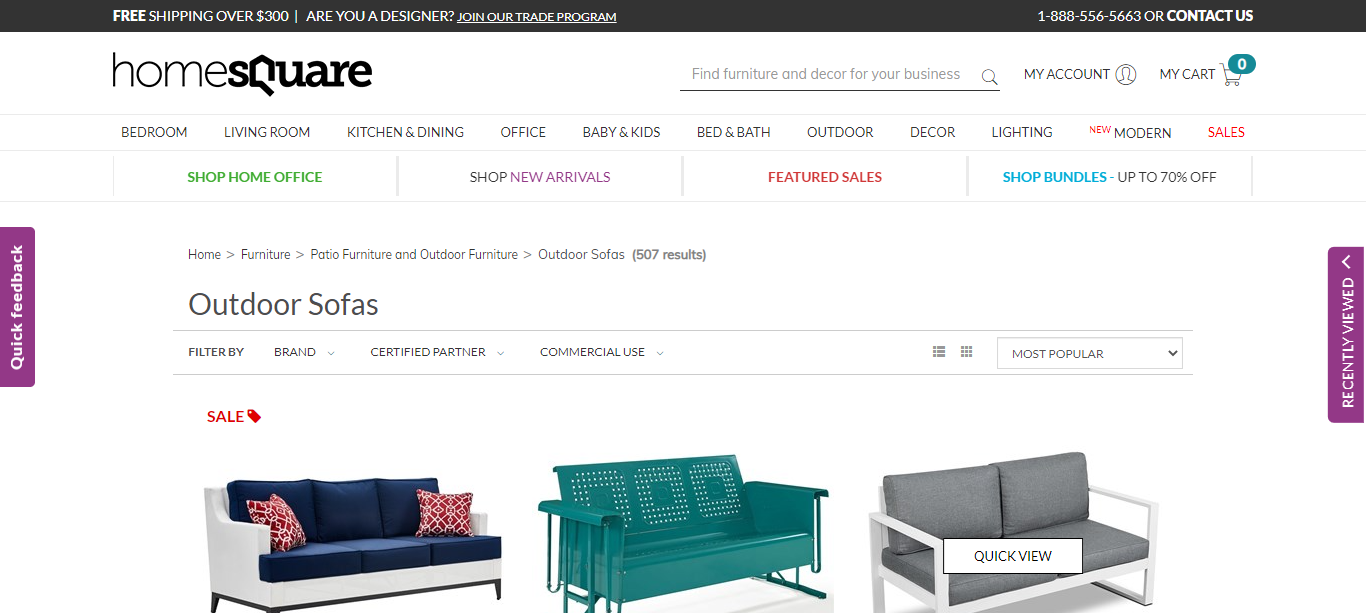 FREE SHIPPING OVER $300 | ARE YOU A DESIGNER? JOIN OUR TRADE PROGRAM
1-888-556-5663 OR CONTACT US
homesquare
Find furniture and decor for your business
MY ACCOUNT
MY CART
0
BEDROOM
LIVING ROOM
KITCHEN & DINING
OFFICE
BABY & KIDS
BED & BATH
OUTDOOR
DECOR
LIGHTING
NEW MODERN
SALES
SHOP HOME OFFICE
SHOP NEW ARRIVALS
FEATURED SALES
SHOP BUNDLES - UP TO 70% OFF
Quick feedback
RECENTLY VIEWED
Home > Furniture > Patio Furniture and Outdoor Furniture > Outdoor Sofas (507 results)
Outdoor Sofas
FILTER BY
BRAND
CERTIFIED PARTNER
COMMERCIAL USE
MOST POPULAR
SALE
QUICK VIEW